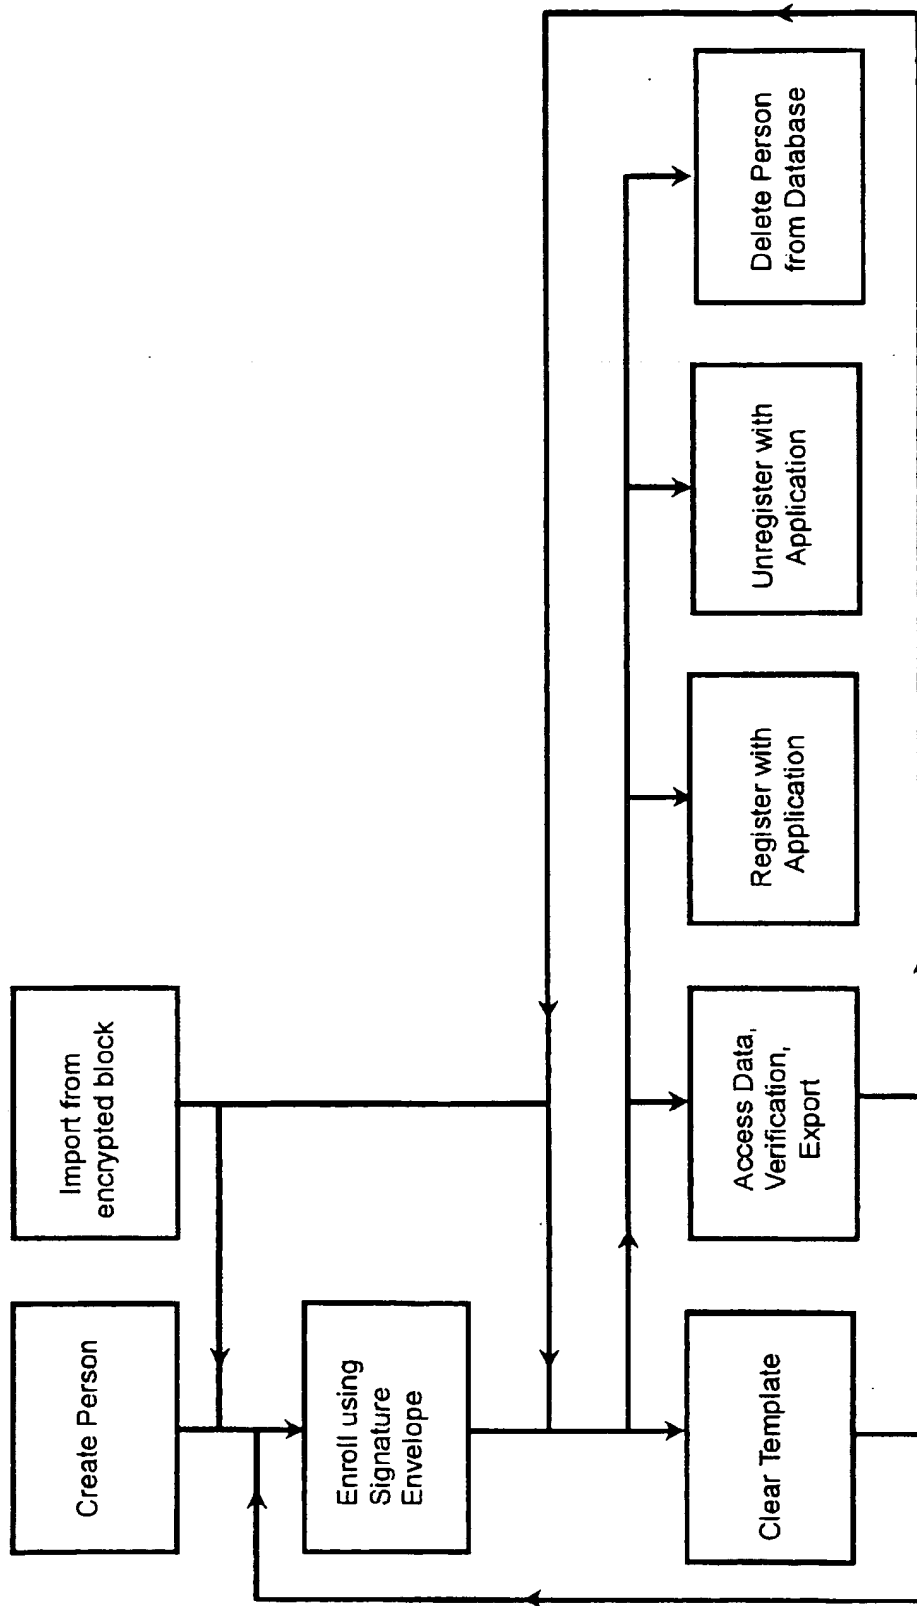 Create Person
Import from
encrypted block
Enroll using
Signature
Envelope
Clear Template
Access Data,
Verification,
Export
Register with
Application
Unregister with
Application
Delete Person
from Database